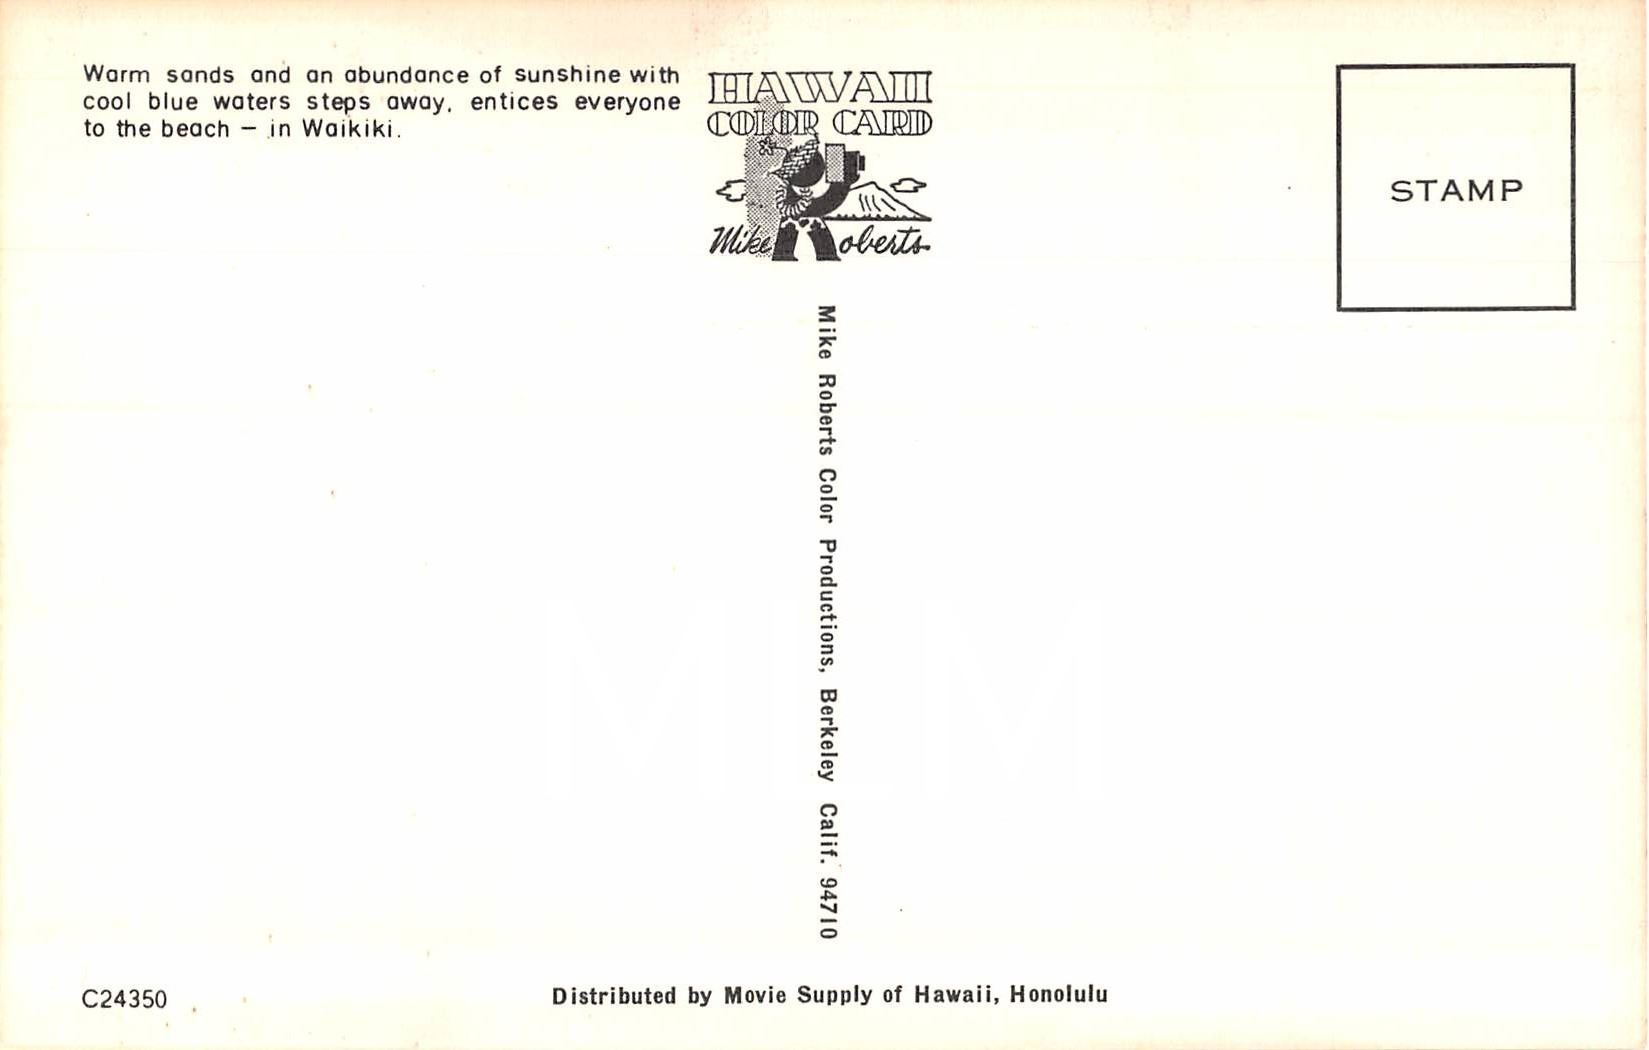 Warm sands and an abundance of sunshine with
cool blue waters steps away, entices everyone
to the beach — in Waikiki.
HAWAII
COLOR CARD
Mike Roberts
STAMP
Mike Roberts Color Productions, Berkeley Calif. 94710
MLM
C24350
Distributed by Movie Supply of Hawaii, Honolulu